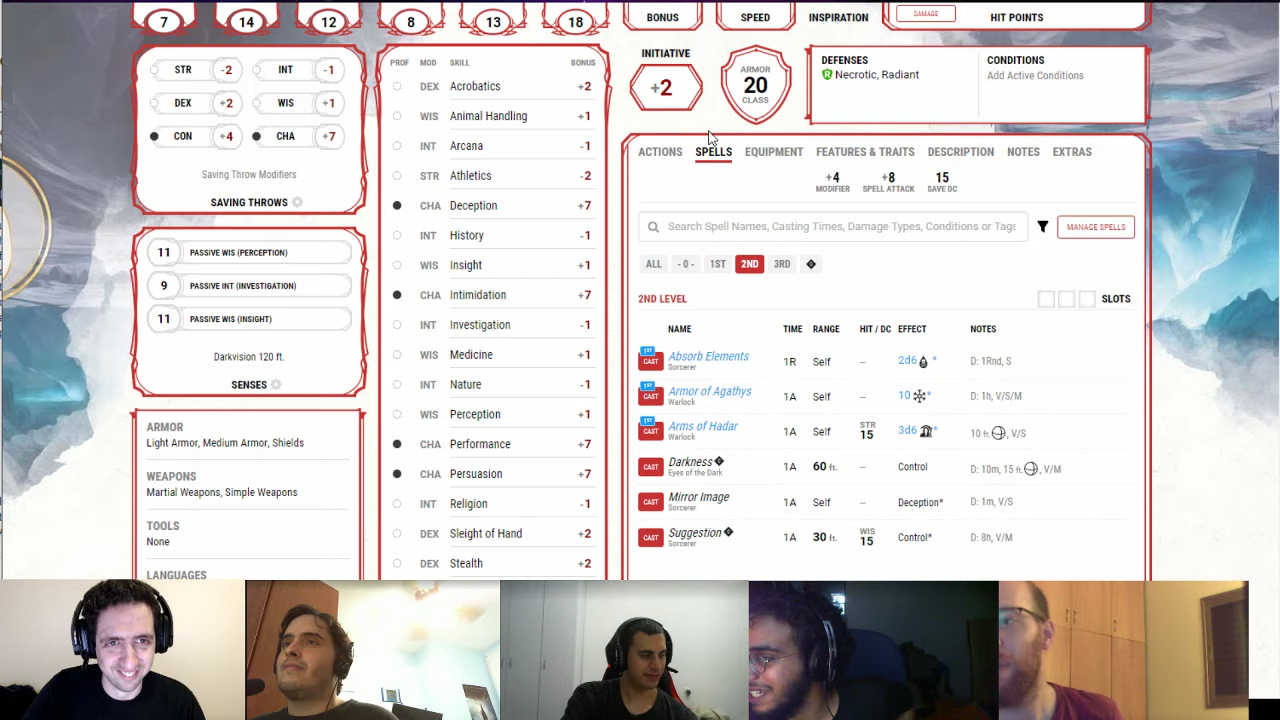 7 14 12 8 13 18
BONUS SPEED INSPIRATION DAMAGE HIT POINTS
STR -2 INT -1
DEX +2 WIS +1
CON +4 CHA +7
Saving Throw Modifiers
SAVING THROWS
11 PASSIVE WIS (PERCEPTION)
9 PASSIVE INT (INVESTIGATION)
11 PASSIVE WIS (INSIGHT)
Darkvision 120 ft.
SENSES
ARMOR
Light Armor, Medium Armor, Shields
WEAPONS
Martial Weapons, Simple Weapons
TOOLS
None
LANGUAGES
PROF MOD SKILL BONUS
DEX Acrobatics +2
WIS Animal Handling +1
INT Arcana -1
STR Athletics -2
CHA Deception +7
INT History -1
WIS Insight +1
CHA Intimidation +7
INT Investigation -1
WIS Medicine +1
INT Nature -1
WIS Perception +1
CHA Performance +7
CHA Persuasion +7
INT Religion -1
DEX Sleight of Hand +2
DEX Stealth +2
INITIATIVE
+2
ARMOR
20
CLASS
DEFENSES
R Necrotic, Radiant
CONDITIONS
Add Active Conditions
ACTIONS SPELLS EQUIPMENT FEATURES & TRAITS DESCRIPTION NOTES EXTRAS
+4 +8 15
MODIFIER SPELL ATTACK SAVE DC
Search Spell Names, Casting Times, Damage Types, Conditions or Tags MANAGE SPELLS
ALL - 0 - 1ST 2ND 3RD
2ND LEVEL SLOTS
NAME TIME RANGE HIT / DC EFFECT NOTES
1ST CAST Absorb Elements 1R Self -- 2d6 * D: 1Rnd, S
Sorcerer
1ST CAST Armor of Agathys 1A Self -- 10 * D: 1h, V/S/M
Warlock
1ST CAST Arms of Hadar 1A Self STR 15 3d6 * 10 ft. , V/S
Warlock
CAST Darkness 1A 60 ft. -- Control D: 10m, 15 ft. , V/M
Eyes of the Dark
CAST Mirror Image 1A Self -- Deception* D: 1m, V/S
Sorcerer
CAST Suggestion 1A 30 ft. WIS 15 Control* D: 8h, V/M
Sorcerer